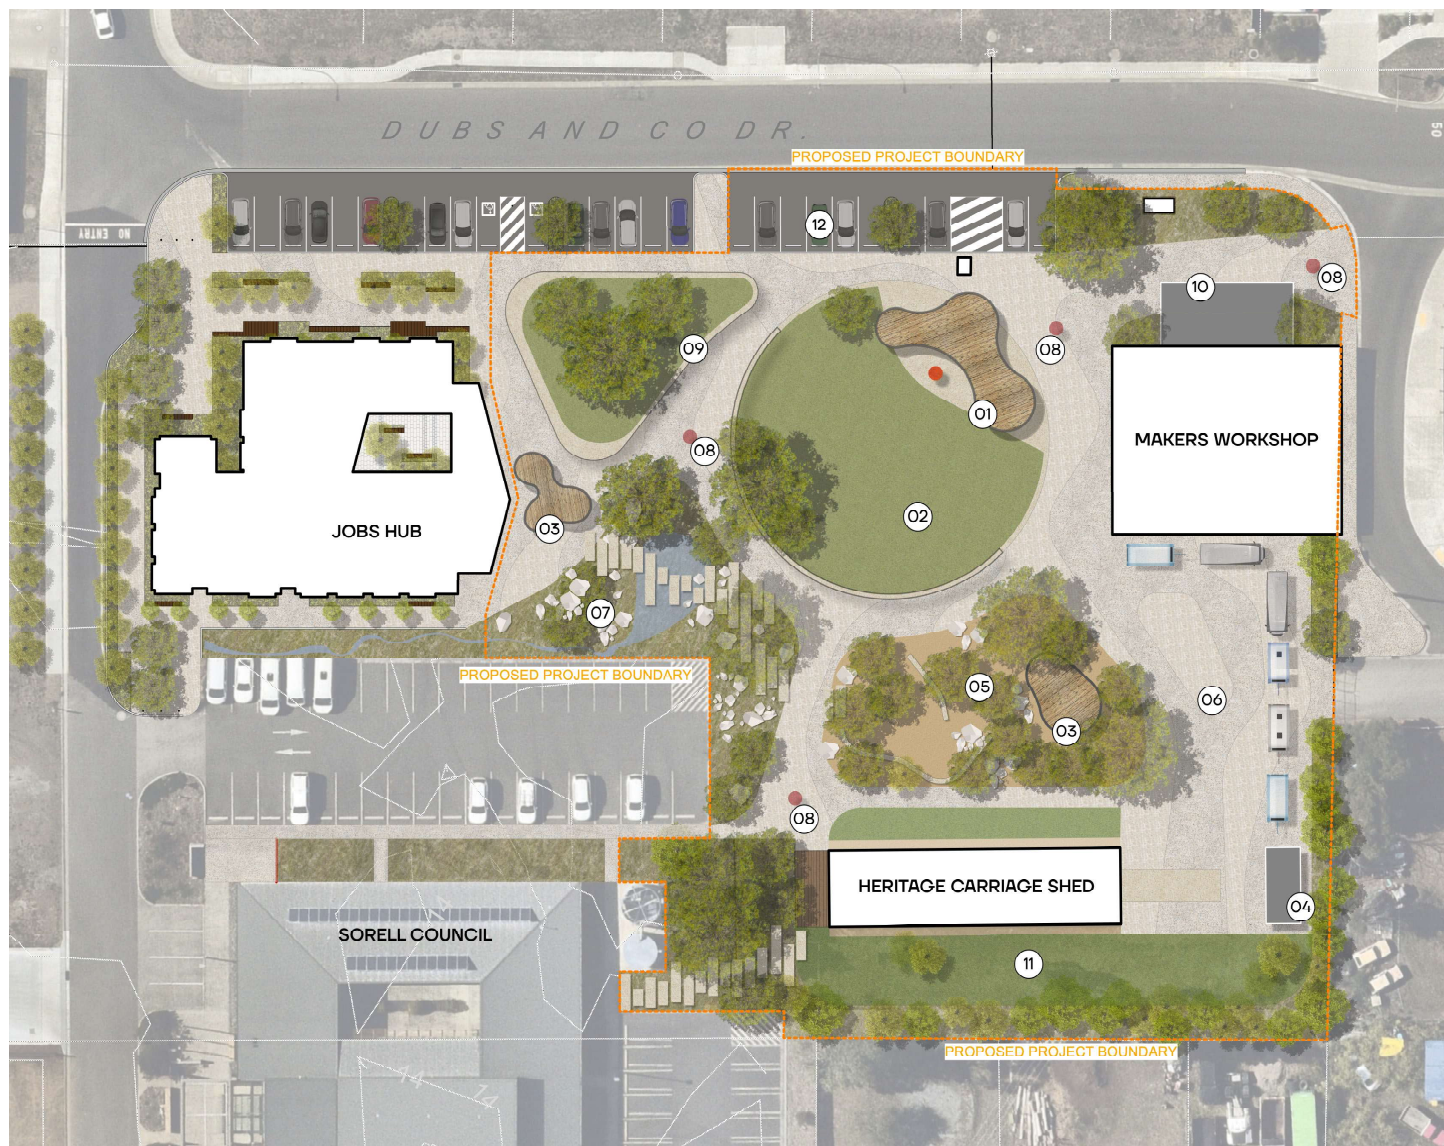 50
DUBS AND CO DR.
PROPOSED PROJECT BOUNDARY
12
NO ENTRY
08
10
09
08
01
MAKERS WORKSHOP
08
02
JOBS HUB
03
07
PROPOSED PROJECT BOUNDARY
05
06
03
08
HERITAGE CARRIAGE SHED
04
SORELL COUNCIL
11
PROPOSED PROJECT BOUNDARY